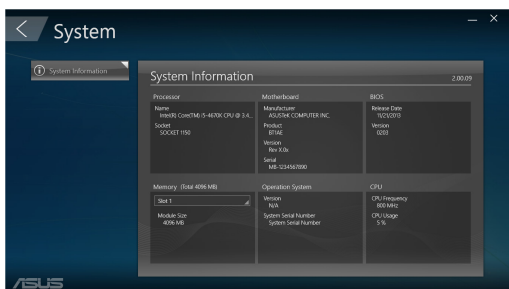 System
System Information
System Information
2.00.09
Processor
Name
Intel(R) Core(TM) i5-4670K CPU @ 3.4...
Socket
SOCKET 1150
Motherboard
Manufacturer
ASUSTeK COMPUTER INC.
Product
BT1AE
Version
Rev X.0x
Serial
MB-1234567890
BIOS
Release Date
11/21/2013
Version
0203
Memory (Total 4096 MB)
Slot 1
Module Size
4096 MB
Operation System
Version
N/A
System Serial Number
System Serial Number
CPU
CPU Frequency
800 MHz
CPU Usage
5 %
ASUS